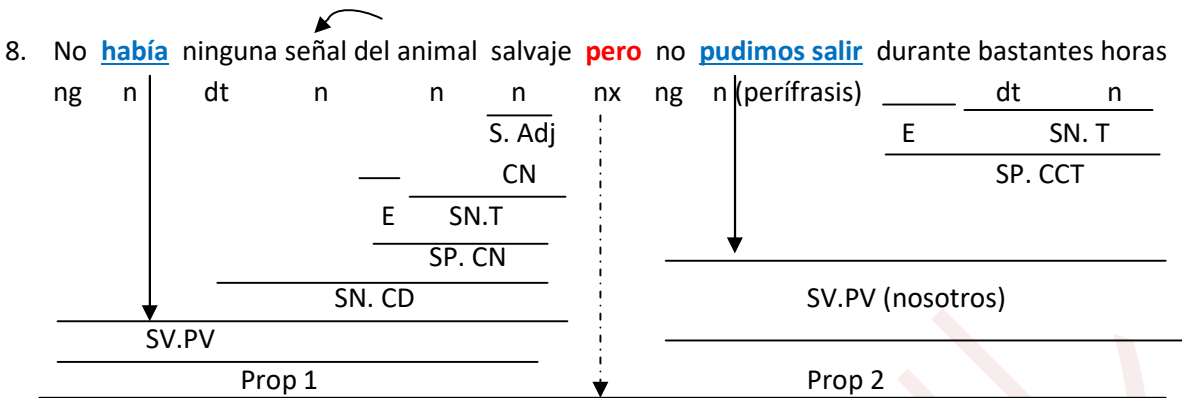 8. No había ninguna señal del animal salvaje pero no pudimos salir durante bastantes horas
ng n dt n n n nx ng n (perífrasis) dt n
S. Adj E SN. T
CN SP. CCT
E SN.T
SP. CN
SN. CD SV.PV (nosotros)
SV.PV
Prop 1 Prop 2